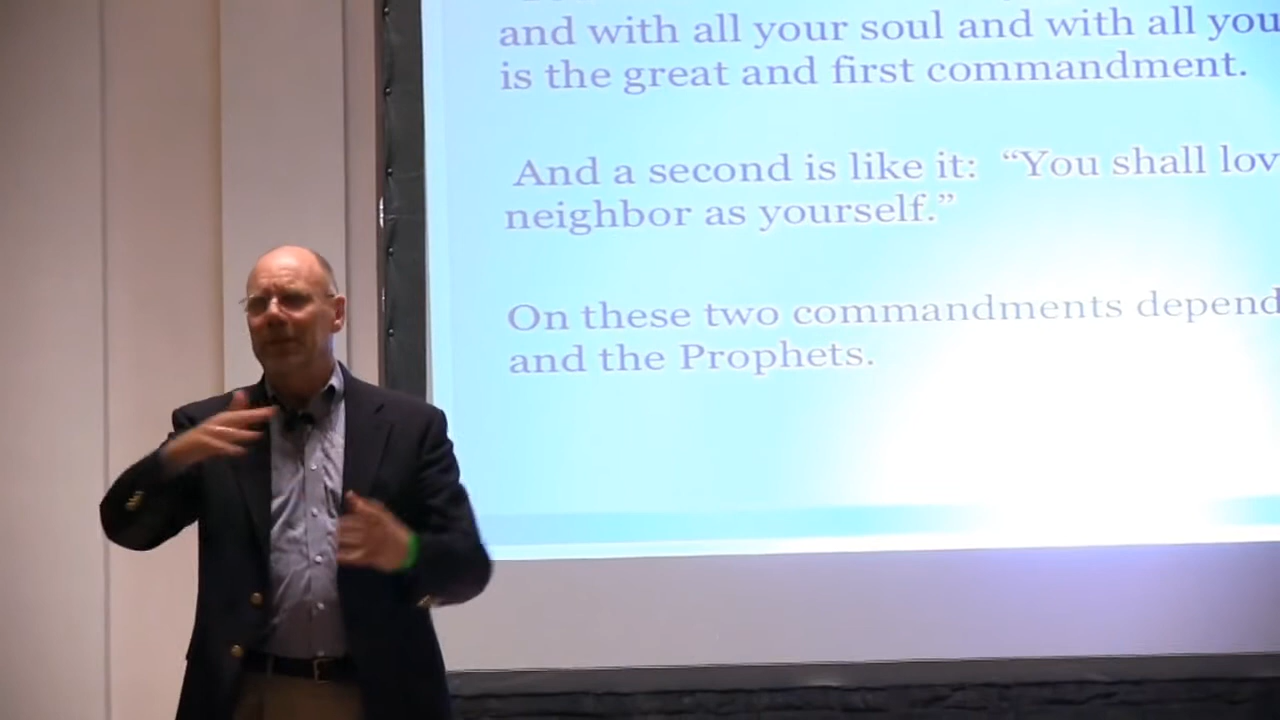 and with all your soul and with all you
is the great and first commandment.
And a second is like it: “You shall lov
neighbor as yourself.”
On these two commandments depend
and the Prophets.